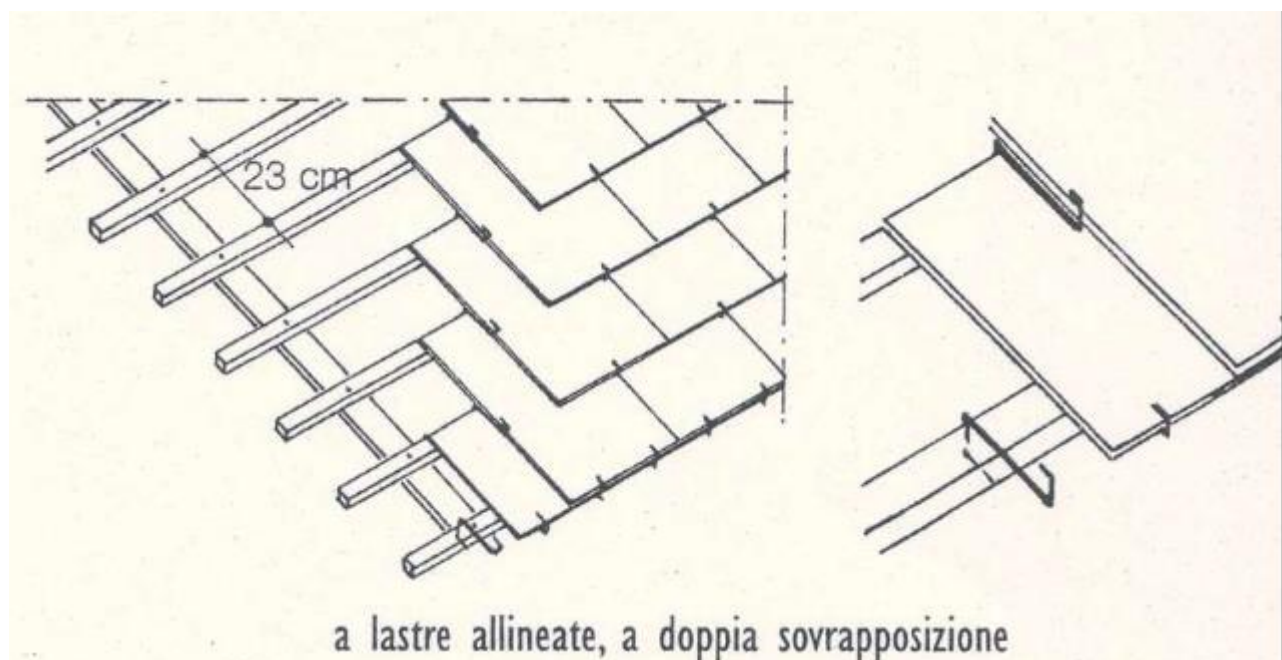 23 cm
a lastre allineate, a doppia sovrapposizione